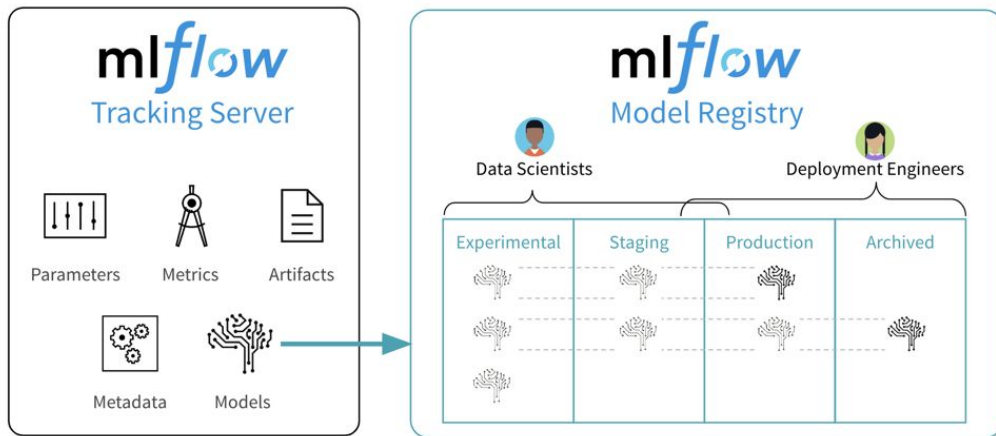 mlflow
Tracking Server
Parameters
Metrics
Artifacts
Metadata
Models
mlflow
Model Registry
Data Scientists
Deployment Engineers
Experimental
Staging
Production
Archived